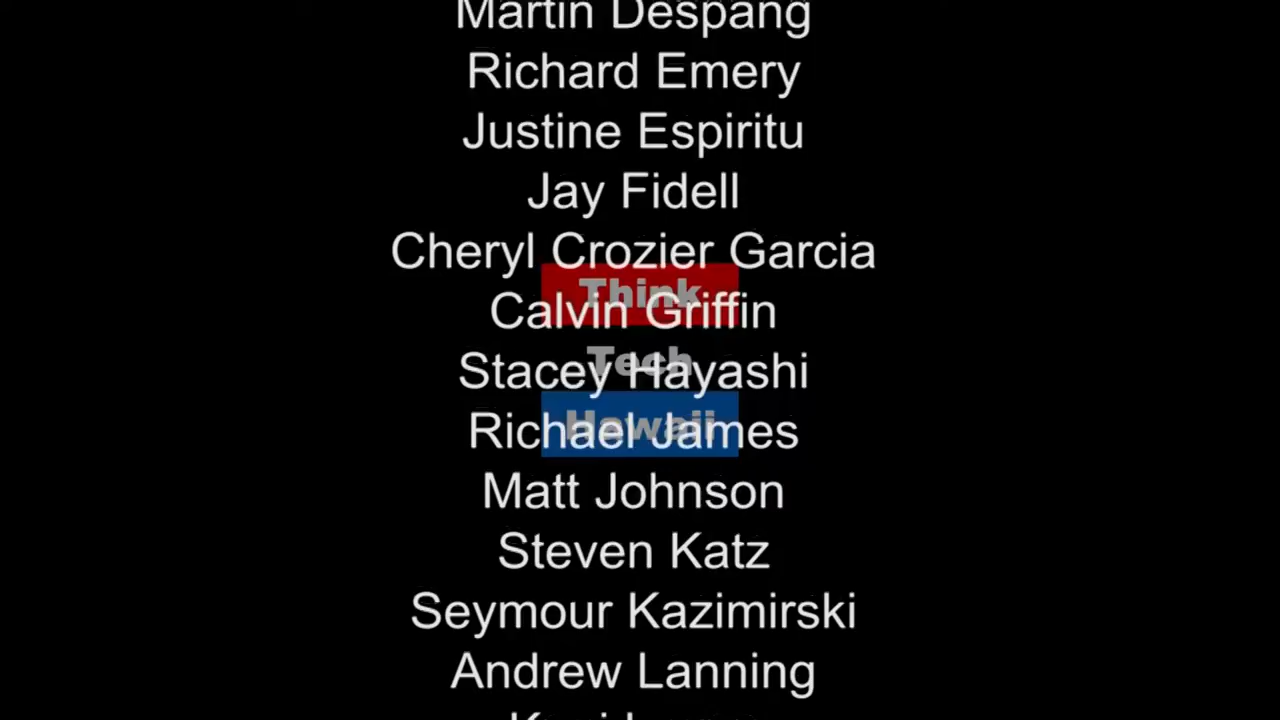 Martin Despang
Richard Emery
Justine Espiritu
Jay Fidell
Cheryl Crozier Garcia
Think
Calvin Griffin
Tech
Stacey Hayashi
Hawaii
Richael James
Matt Johnson
Steven Katz
Seymour Kazimirski
Andrew Lanning